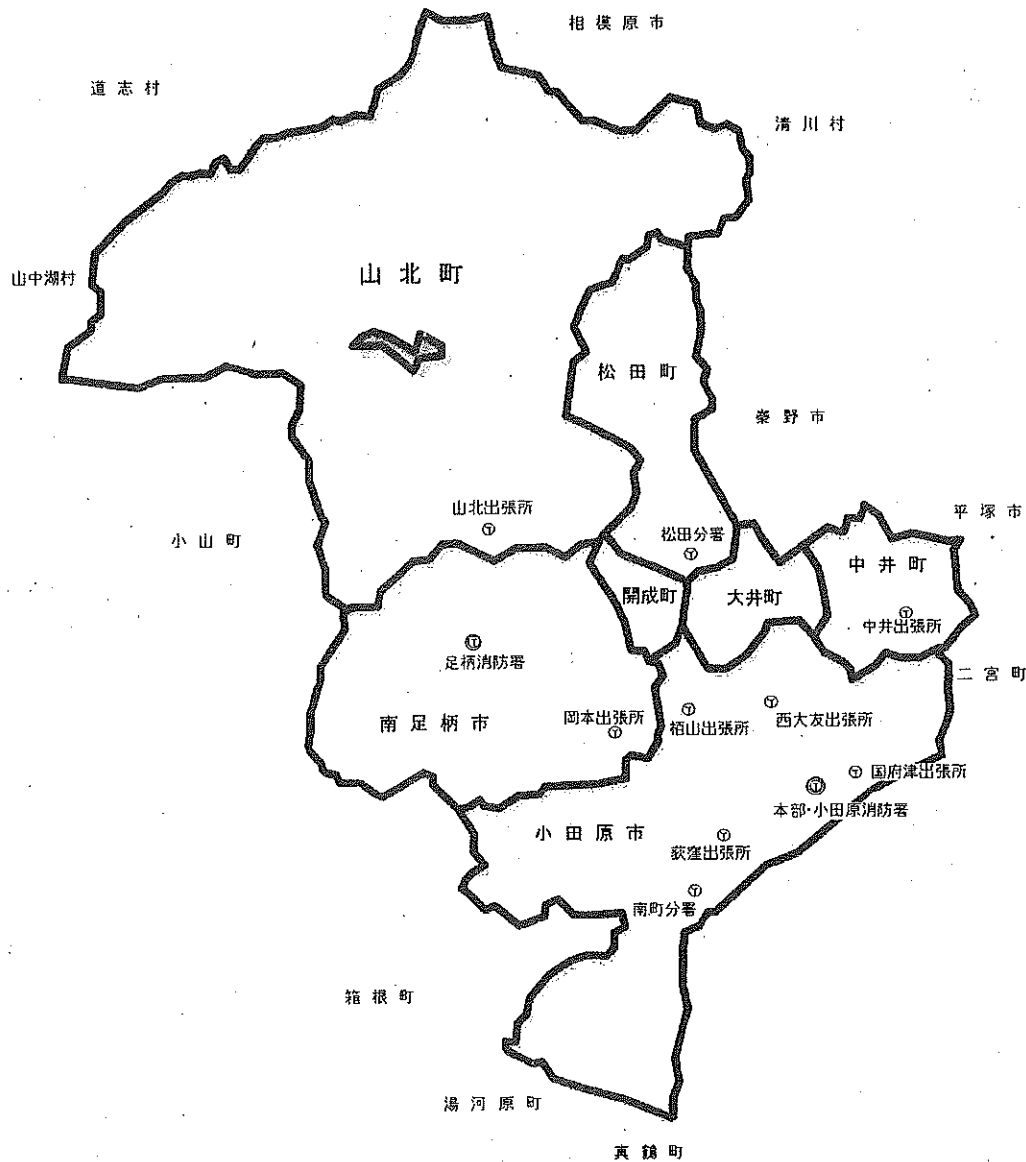 相模原市
道志村
清川村
山中湖村
山北町
松田町
秦野市
山北出張所
平塚市
小山町
松田分署
中井町
開成町
大井町
中井出張所
足柄消防署
二宮町
南足柄市
岡本出張所
栢山出張所
西大友出張所
国府津出張所
本部・小田原消防署
小田原市
荻窪出張所
南町分署
箱根町
湯河原町
真鶴町